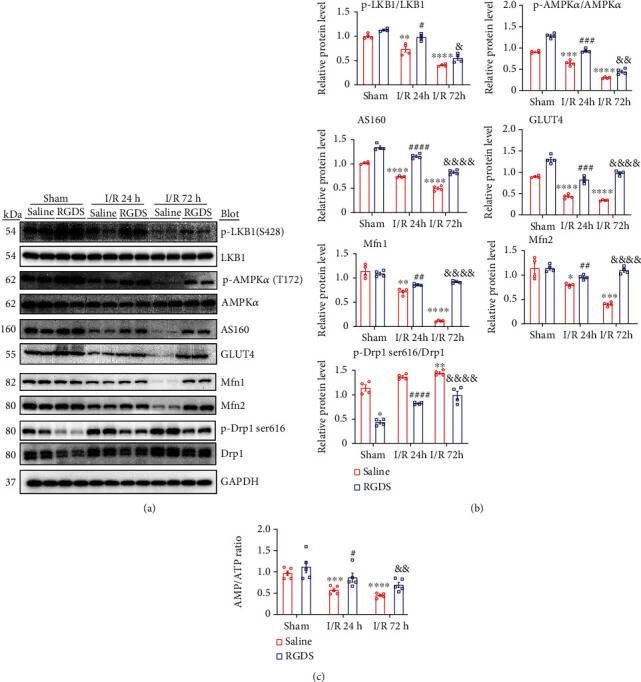 (a)
Sham I/R 24 h I/R 72 h
kDa Saline RGDS Saline RGDS Saline RGDS Blot
54 p-LKB1(S428)
54 LKB1
62 p-AMPKα (T172)
62 AMPKα
160 AS160
55 GLUT4
82 Mfn1
80 Mfn2
80 p-Drp1 ser616
80 Drp1
37 GAPDH
(a)
(b)
p-LKB1/LKB1
Relative protein level
1.5
1.0
0.5
0.0
** # **** &
Sham I/R 24h I/R 72h
p-AMPKα/AMPKα
Relative protein level
2.0
1.5
1.0
0.5
0.0
*** ### **** &&
Sham I/R 24h I/R 72h
AS160
Relative protein level
1.5
1.0
0.5
0.0
**** #### **** &&&&
Sham I/R 24h I/R 72h
GLUT4
Relative protein level
2.0
1.5
1.0
0.5
0.0
**** ### **** &&&&
Sham I/R 24h I/R 72h
Mfn1
Relative protein level
1.5
1.0
0.5
0.0
** ## **** &&&&
Sham I/R 24h I/R 72h
Mfn2
Relative protein level
1.5
1.0
0.5
0.0
* ## *** &&&&
Sham I/R 24h I/R 72h
p-Drp1 ser616/Drp1
Relative protein level
2.0
1.5
1.0
0.5
0.0
* #### ** &&&&
Sham I/R 24h I/R 72h
Saline
RGDS
(b)
AMP/ATP ratio
2.0
1.5
1.0
0.5
0.0
*** # **** &&
Sham I/R 24 h I/R 72 h
Saline
RGDS
(c)